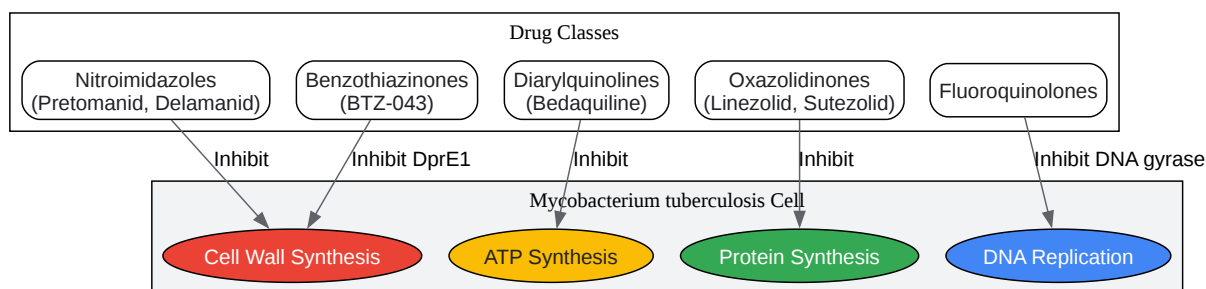 Drug Classes
Nitroimidazoles
(Pretomanid, Delamanid)
Benzothiazinones
(BTZ-043)
Diarylquinolines
(Bedaquiline)
Oxazolidinones
(Linezolid, Sutezolid)
Fluoroquinolones
Inhibit
Inhibit DprE1
Inhibit
Inhibit
Inhibit DNA gyrase
Mycobacterium tuberculosis Cell
Cell Wall Synthesis
ATP Synthesis
Protein Synthesis
DNA Replication